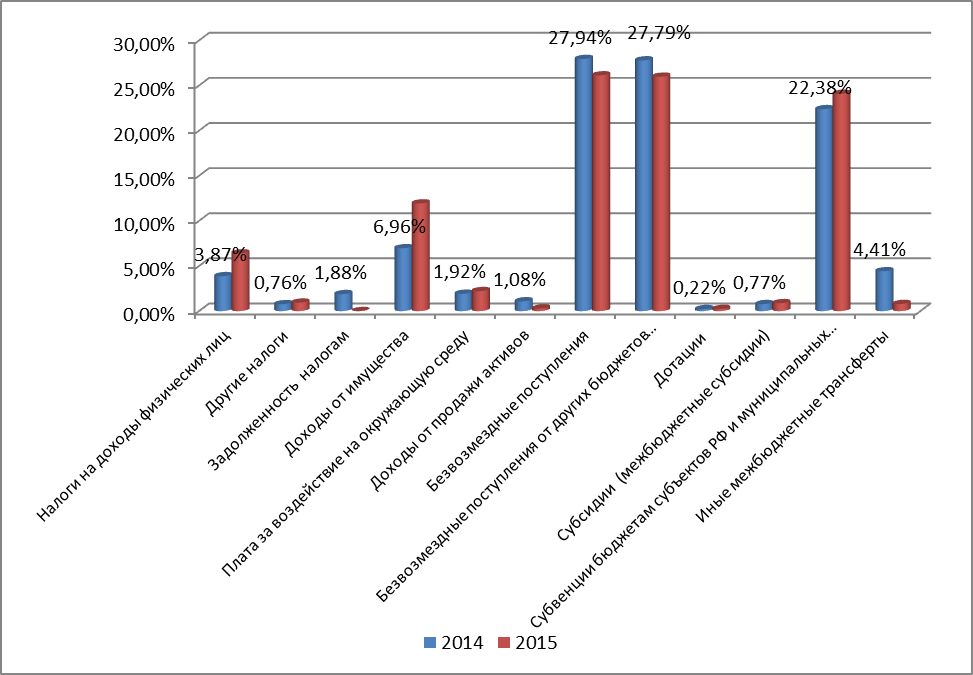 30,00%
25,00%
20,00%
15,00%
10,00%
5,00%
0,00%
3,87%
0,76%
1,88%
6,96%
1,92%
1,08%
27,94%
27,79%
0,22%
0,77%
22,38%
4,41%
Налоги на доходы физических лиц
Другие налоги
Задолженность налогам
Доходы от имущества
Плата за воздействие на окружающую среду
Доходы от продажи активов
Безвозмездные поступления
Безвозмездные поступления от других бюджетов…
Дотации
Субсидии (межбюджетные субсидии)
Субвенции бюджетам субъектов РФ и муниципальных…
Иные межбюджетные трансферты
2014
2015